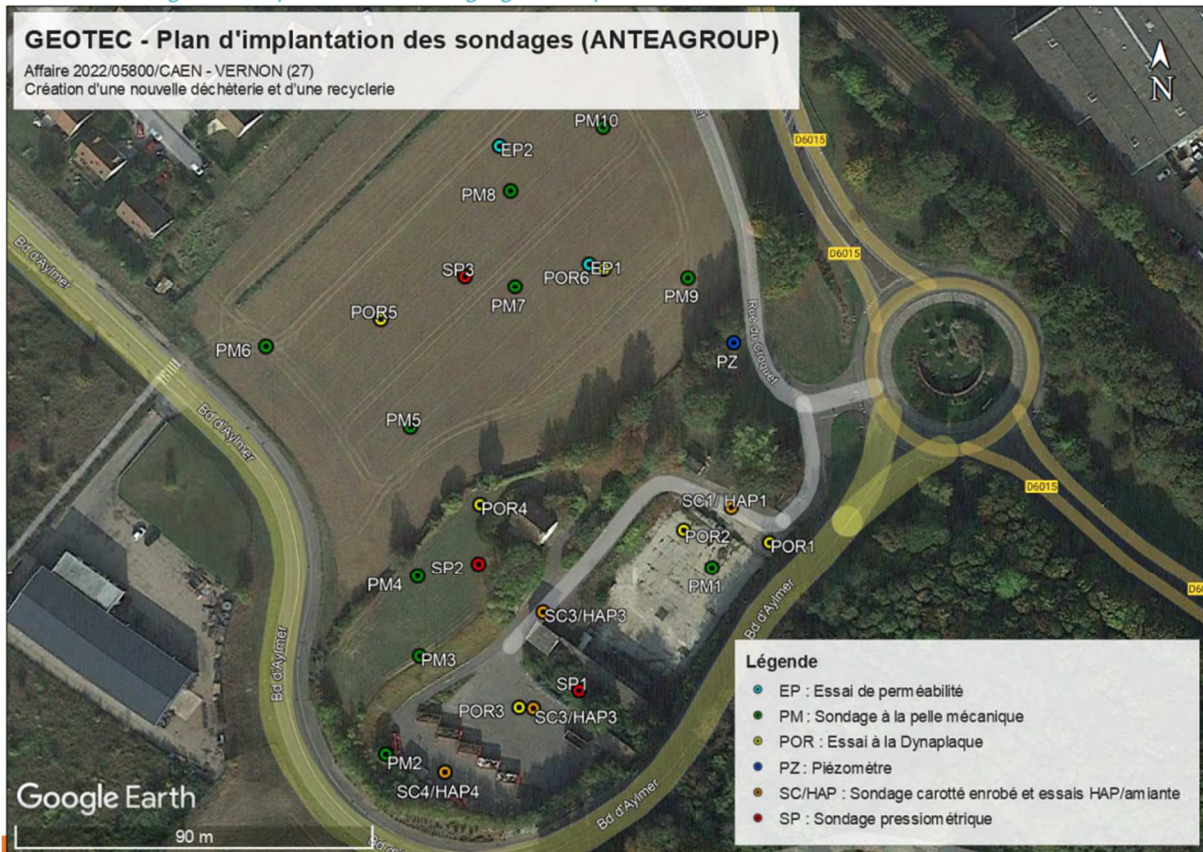 GEOTEC - Plan d'implantation des sondages (ANTEAGROUP)
Affaire 2022/05800/CAEN - VERNON (27)
Création d'une nouvelle déchèterie et d'une recyclerie
N
PM10
D6015
EP2
PM8
D6015
Bd d'Aylmer
SP3
POR6
EP1
PM9
PM7
POR5
Rue du Croquet
PM6
PZ
Bd d'Aylmer
PM5
D6015
SC1/ HAP1
POR4
POR2
POR1
SP2
PM4
PM1
SC3/HAP3
Bd d'Aylmer
Bd d'Aylmer
PM3
SP1
POR3
SC3/HAP3
PM2
SC4/HAP4
Bd d'Aylmer
Légende
EP : Essai de perméabilité
PM : Sondage à la pelle mécanique
POR : Essai à la Dynaplaque
PZ : Piézomètre
SC/HAP : Sondage carotté enrobé et essais HAP/amiante
SP : Sondage pressiométrique
Google Earth
90 m